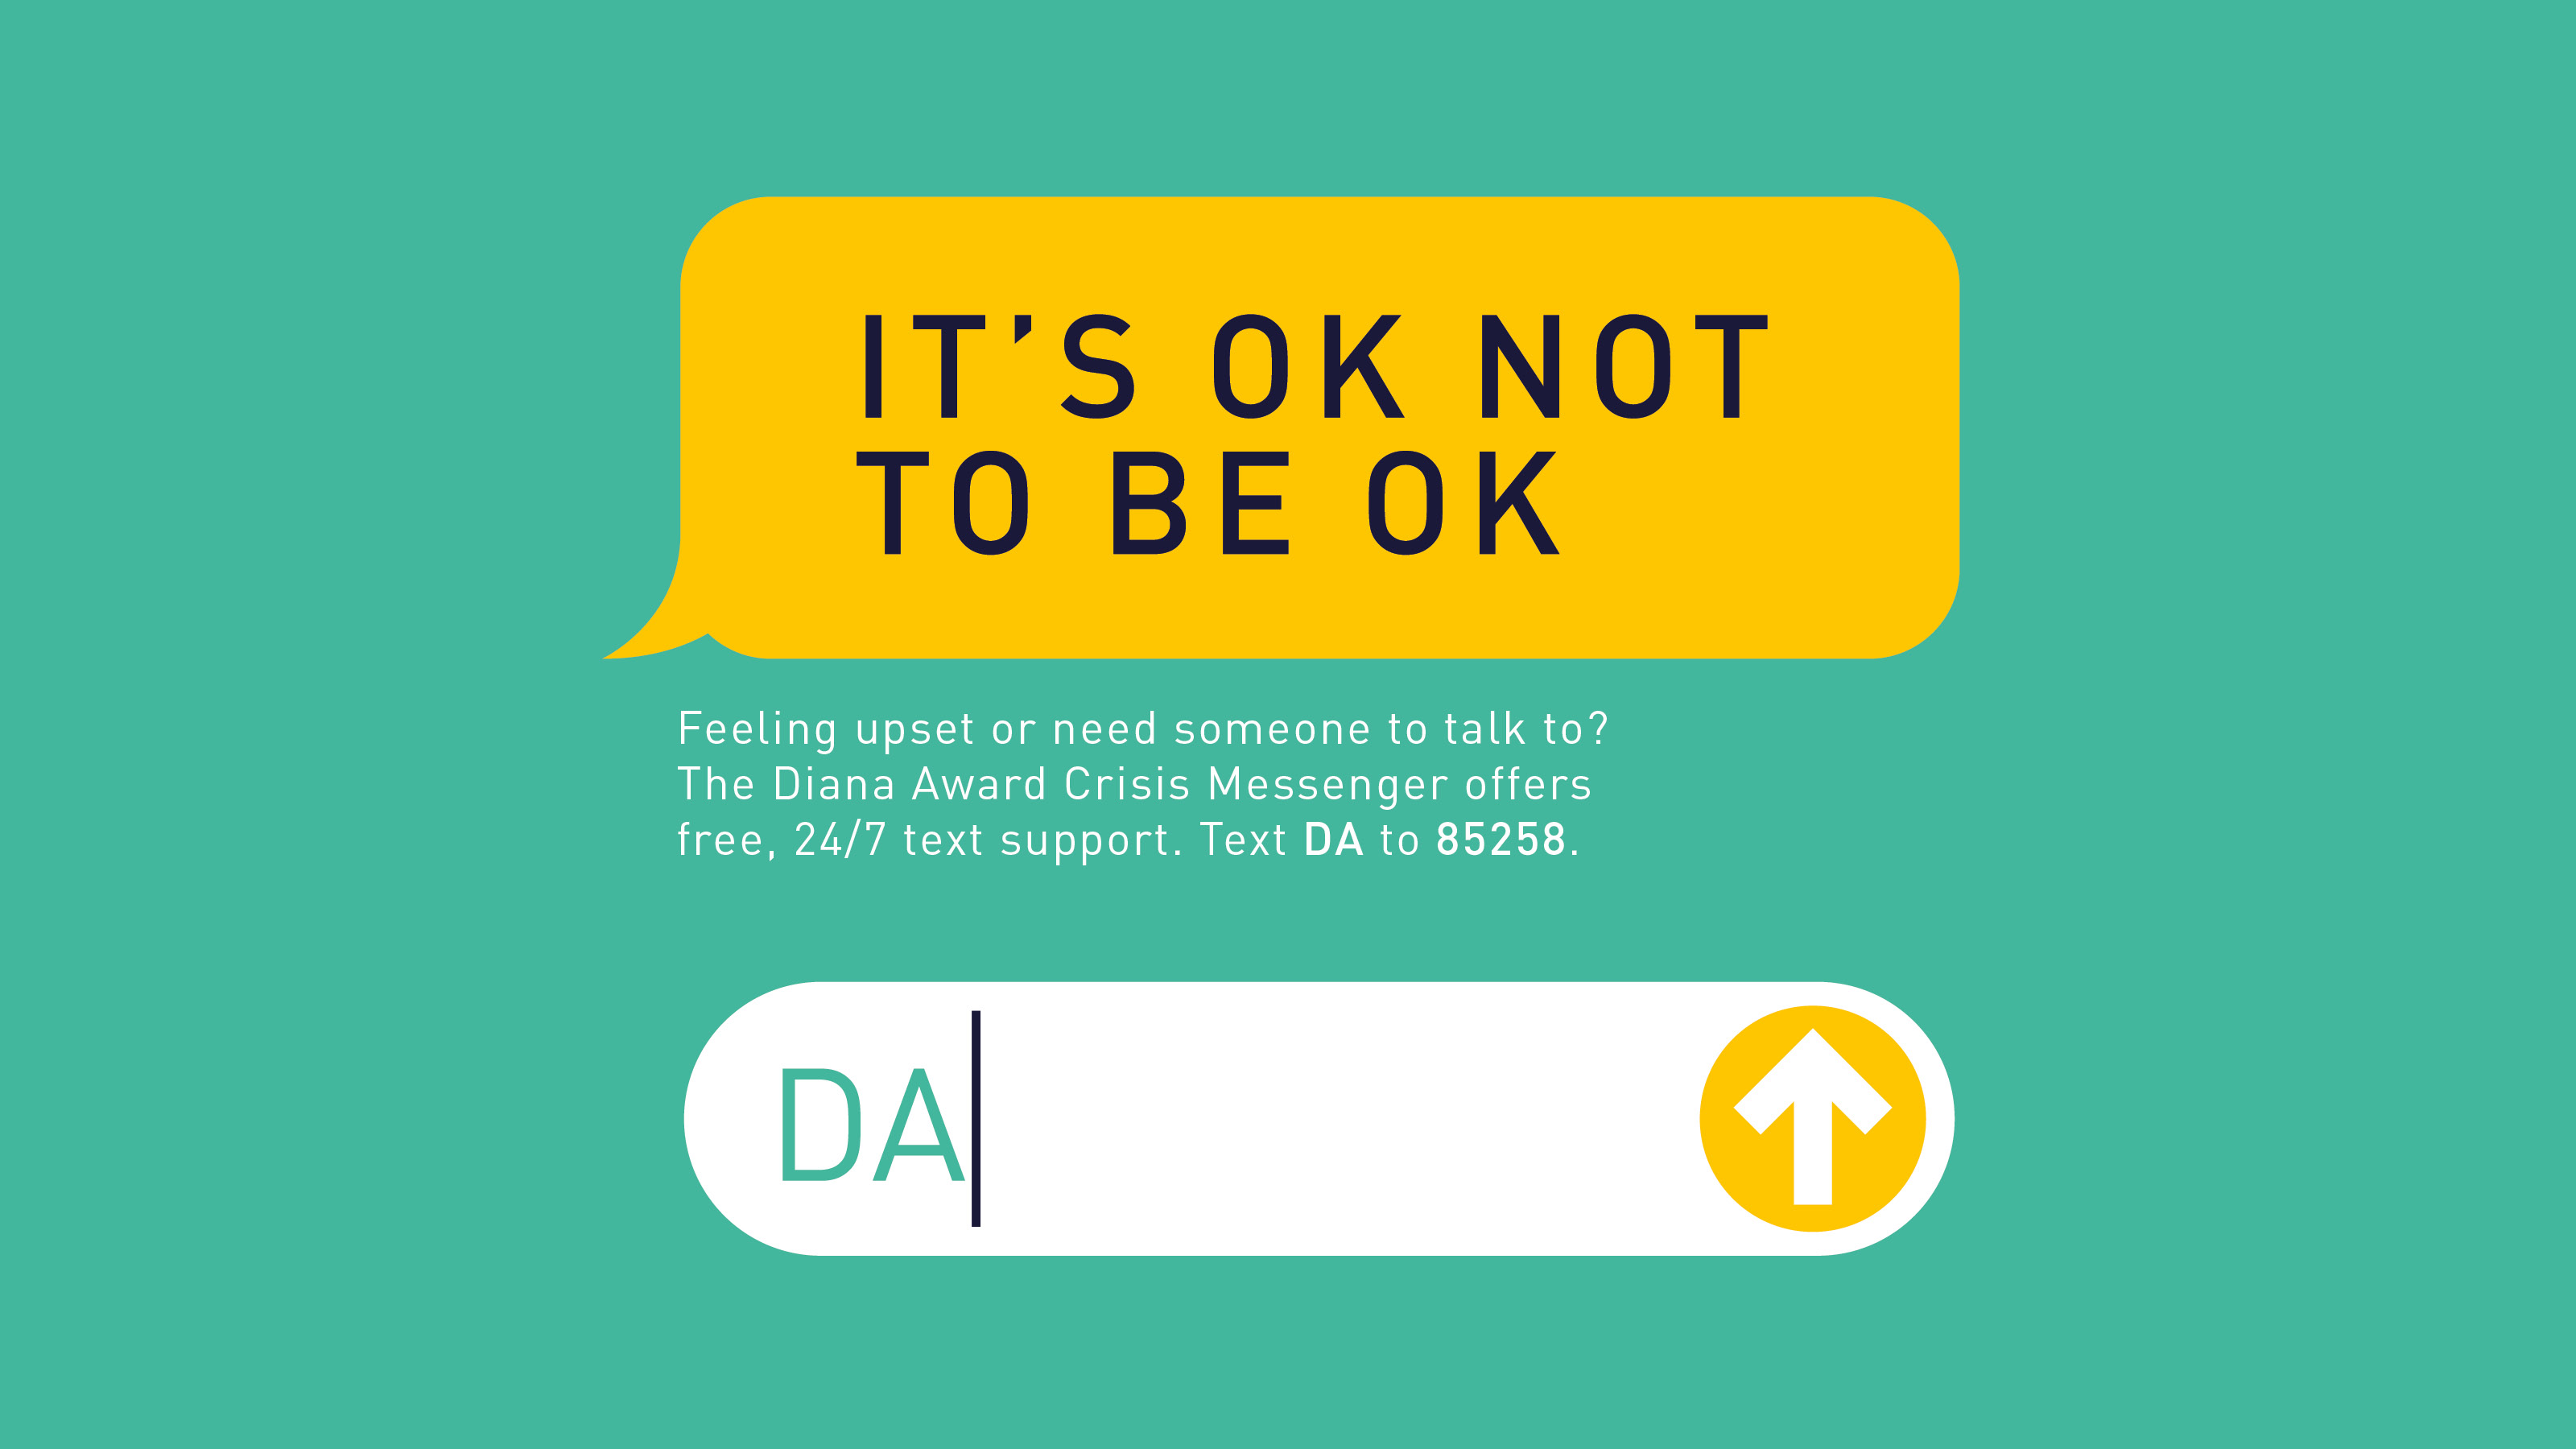 IT’S OK NOT
TO BE OK
Feeling upset or need someone to talk to?
The Diana Award Crisis Messenger offers
free, 24/7 text support. Text DA to 85258.
DA